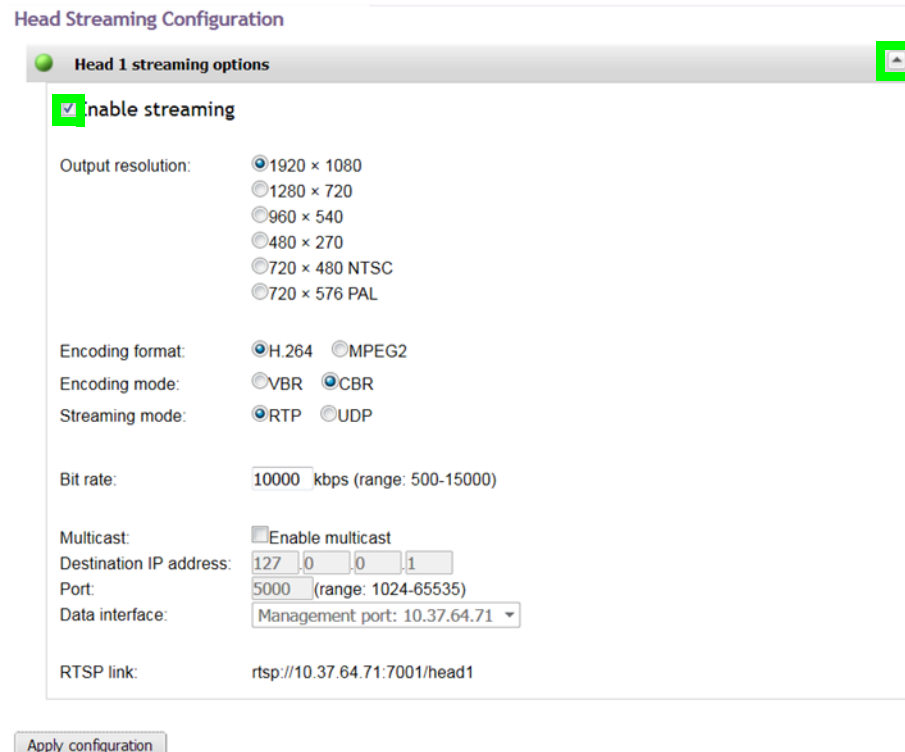 Head Streaming Configuration
Head 1 streaming options
Enable streaming
Output resolution: 1920 × 1080
1280 × 720
960 × 540
480 × 270
720 × 480 NTSC
720 × 576 PAL
Encoding format: H.264 MPEG2
Encoding mode: VBR CBR
Streaming mode: RTP UDP
Bit rate: 10000 kbps (range: 500-15000)
Multicast: Enable multicast
Destination IP address: 127 .0 .0 .1
Port: 5000 (range: 1024-65535)
Data interface: Management port: 10.37.64.71
RTSP link: rtsp://10.37.64.71:7001/head1
Apply configuration